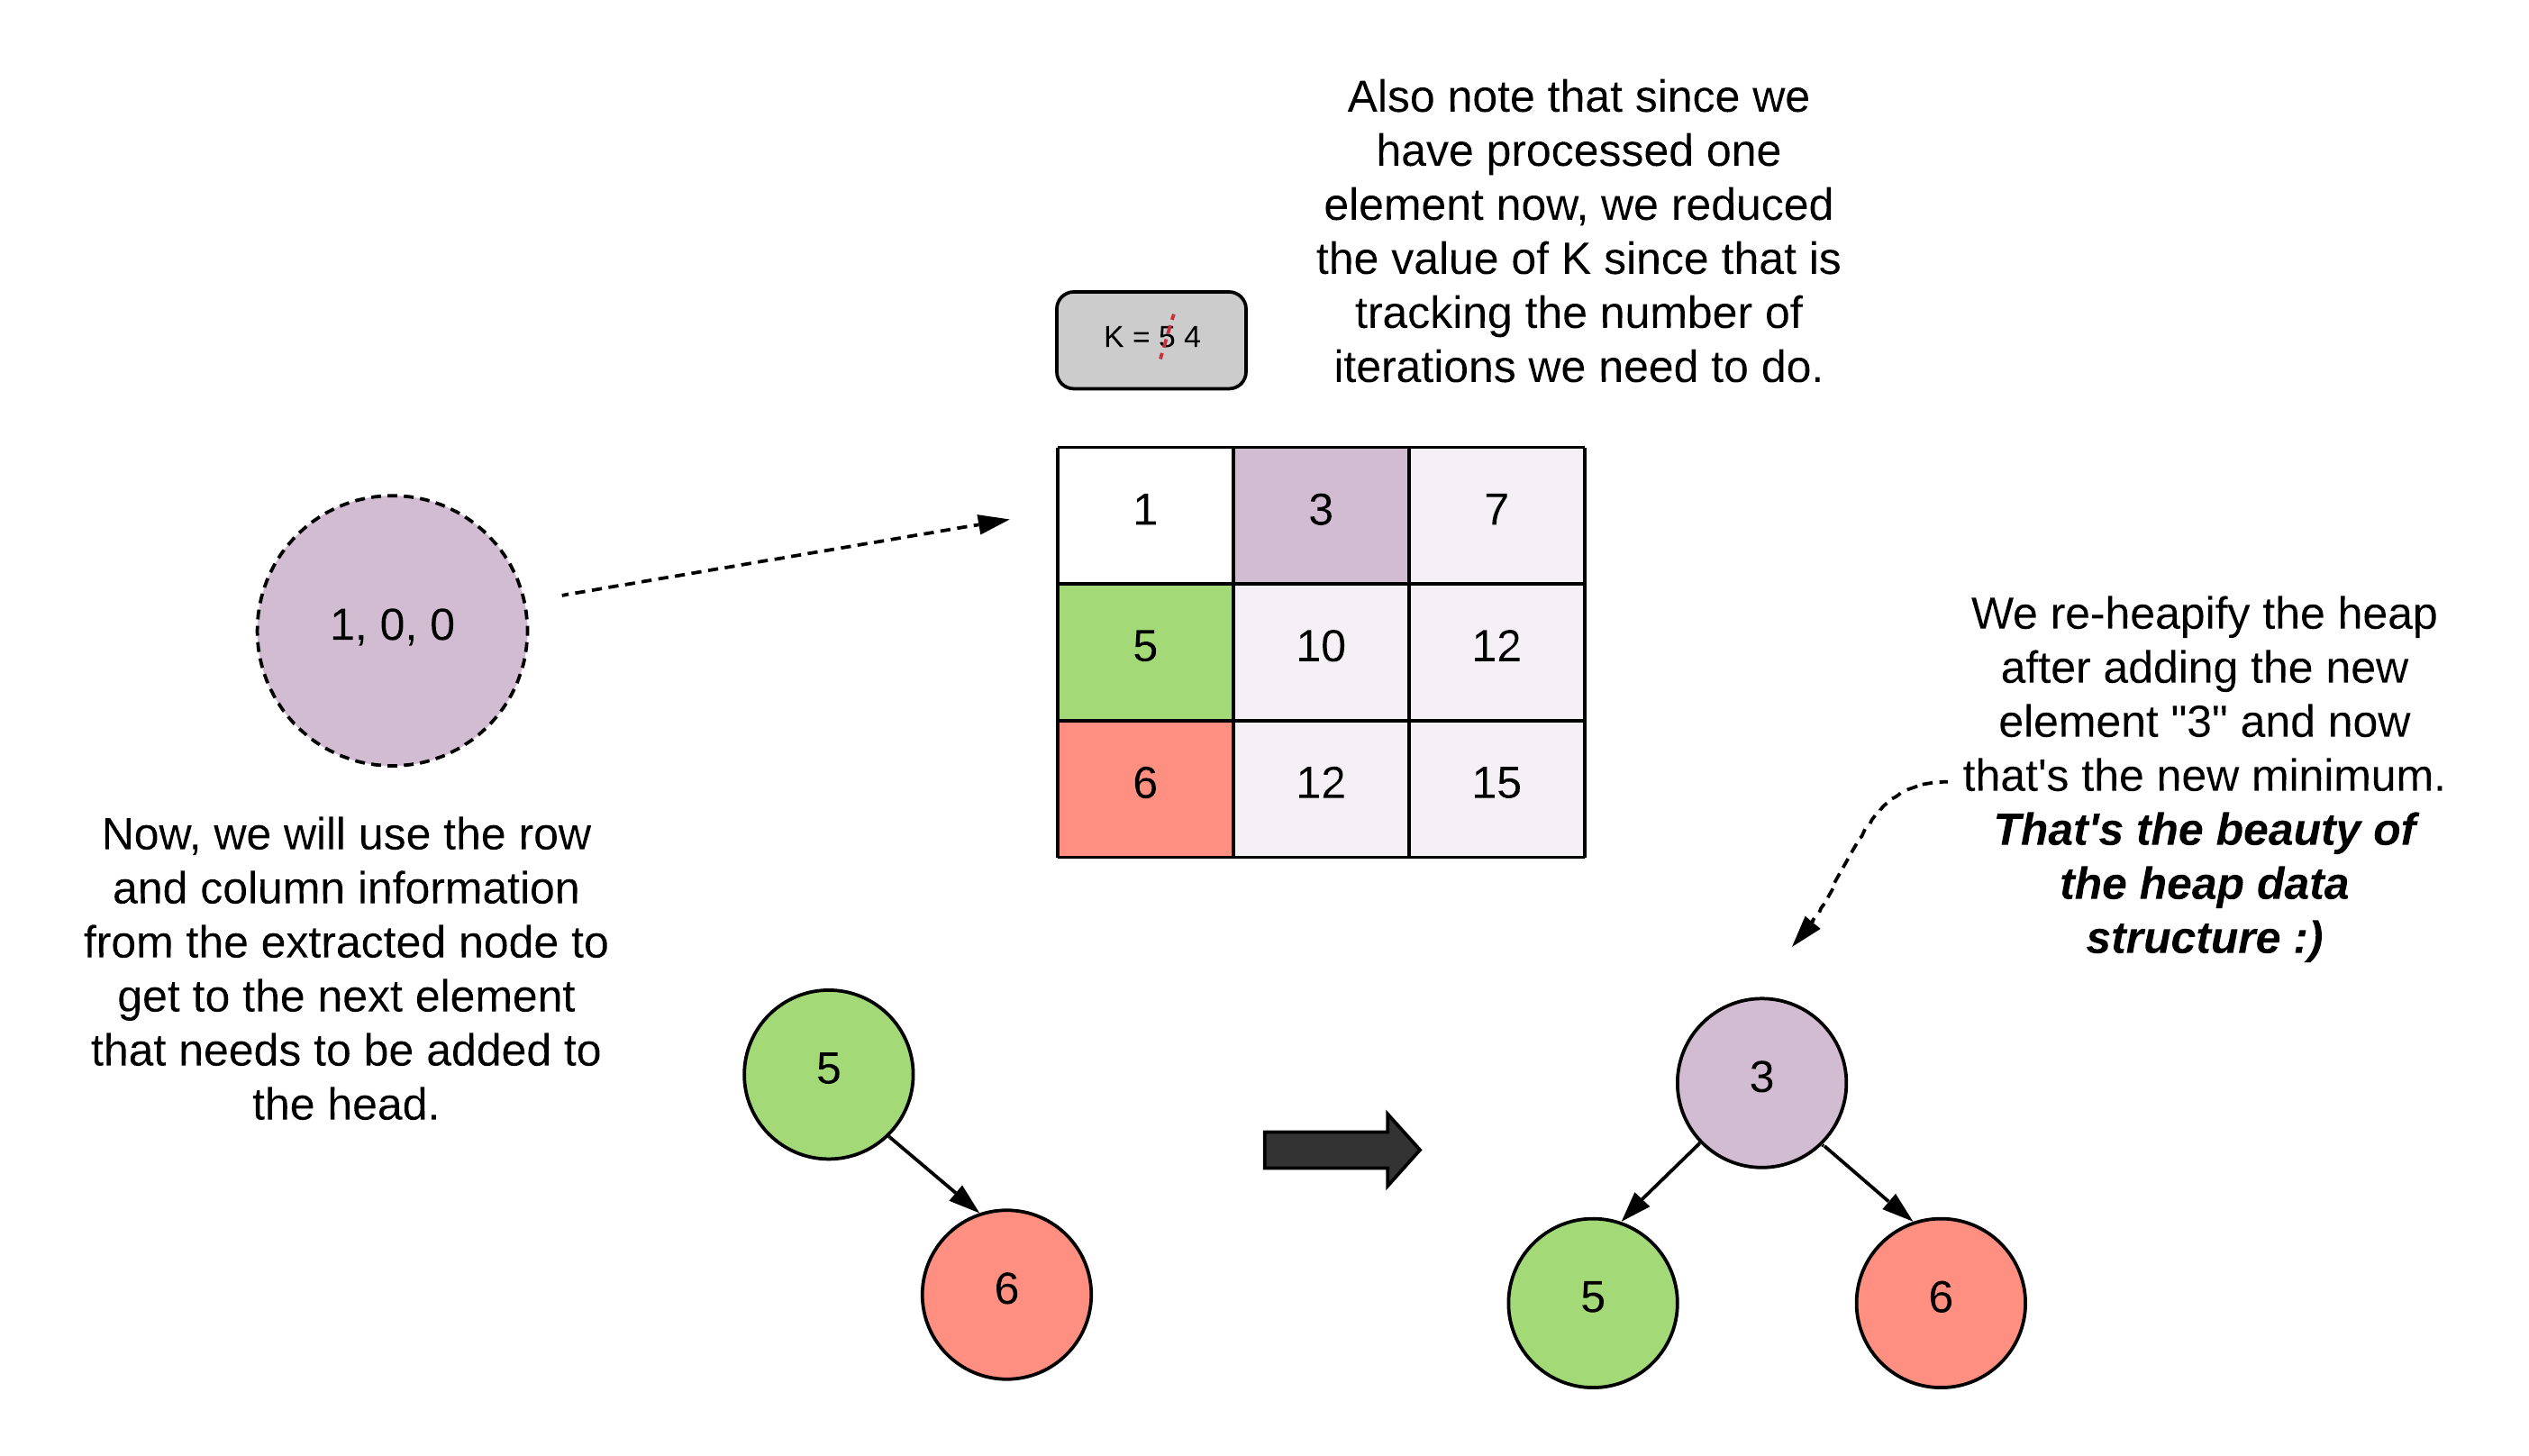 Also note that since we
have processed one
element now, we reduced
the value of K since that is
tracking the number of
iterations we need to do.
K = 5 4
1 3 7
5 10 12
6 12 15
1, 0, 0
Now, we will use the row
and column information
from the extracted node to
get to the next element
that needs to be added to
the head.
We re-heapify the heap
after adding the new
element "3" and now
that's the new minimum.
That's the beauty of
the heap data
structure :)
5
6
3
5
6